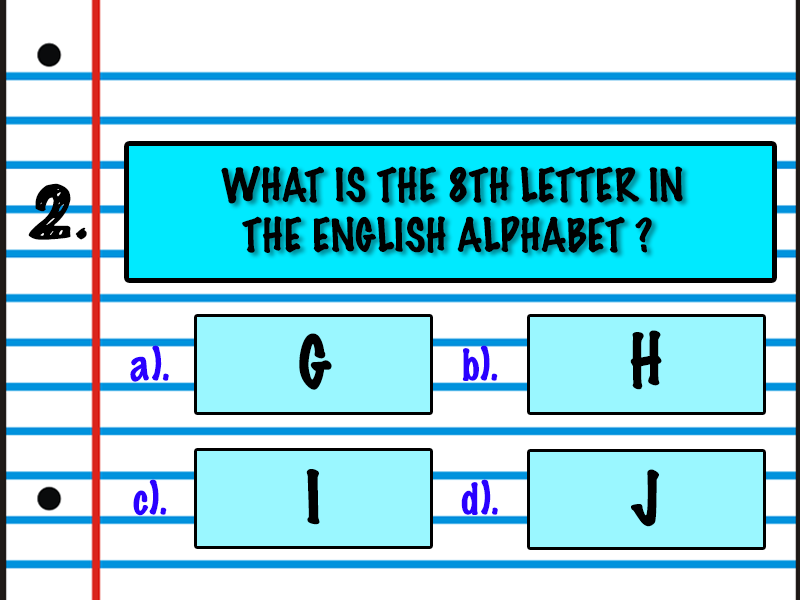 2.
WHAT IS THE 8TH LETTER IN
THE ENGLISH ALPHABET ?
a). G
b). H
c). I
d). J